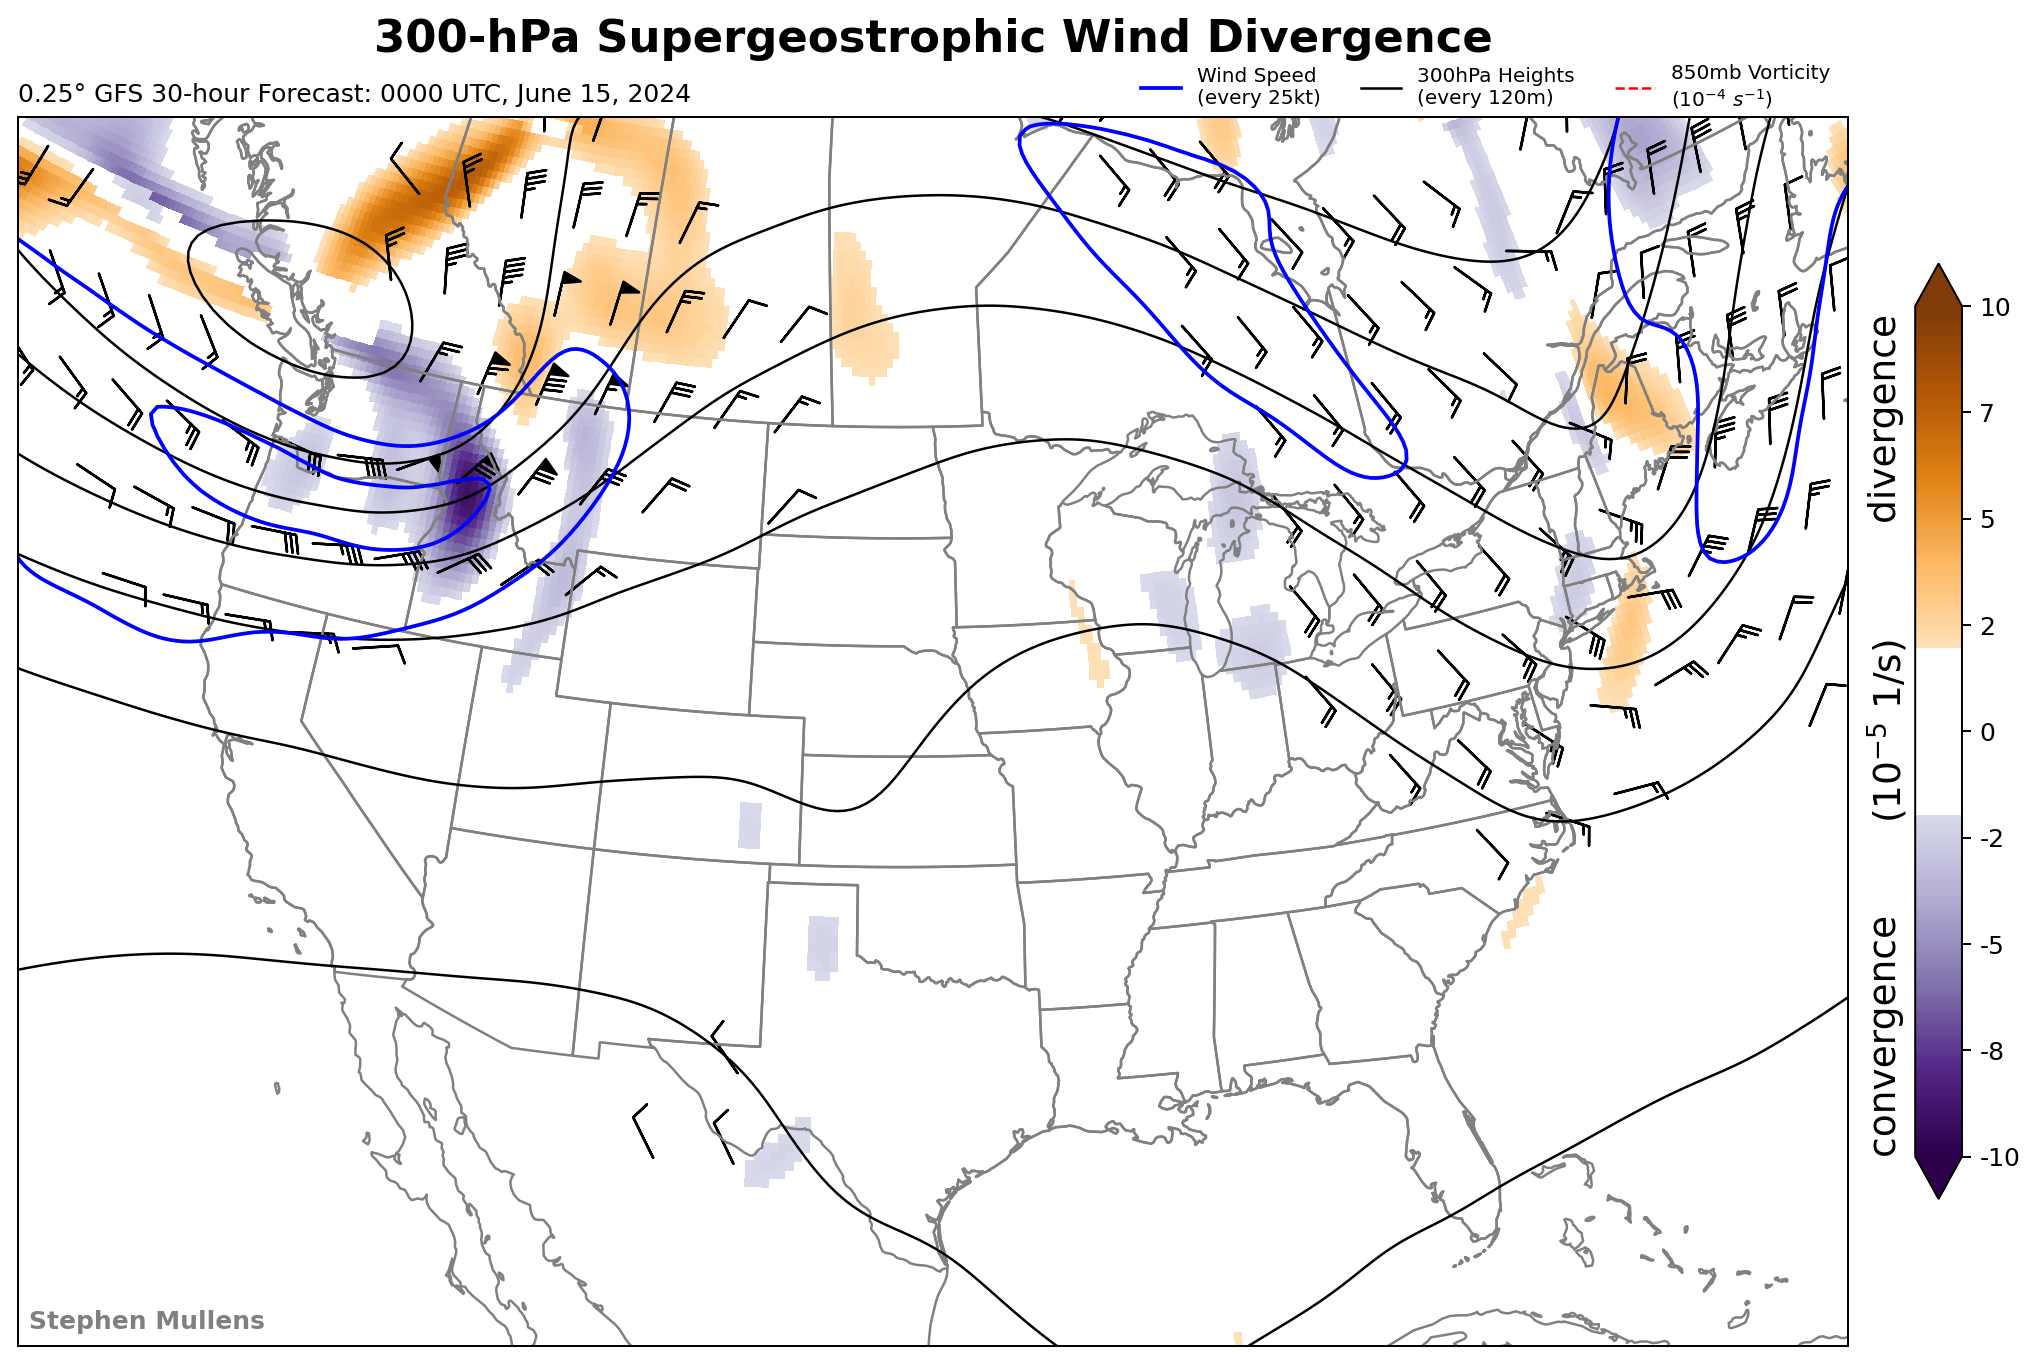 300-hPa Supergeostrophic Wind Divergence
0.25° GFS 30-hour Forecast: 0000 UTC, June 15, 2024
Wind Speed
(every 25kt)
300hPa Heights
(every 120m)
850mb Vorticity
(10⁻⁴ s⁻¹)
10
7
5
2
0
-2
-5
-8
-10
convergence (10⁻⁵ 1/s) divergence
Stephen Mullens